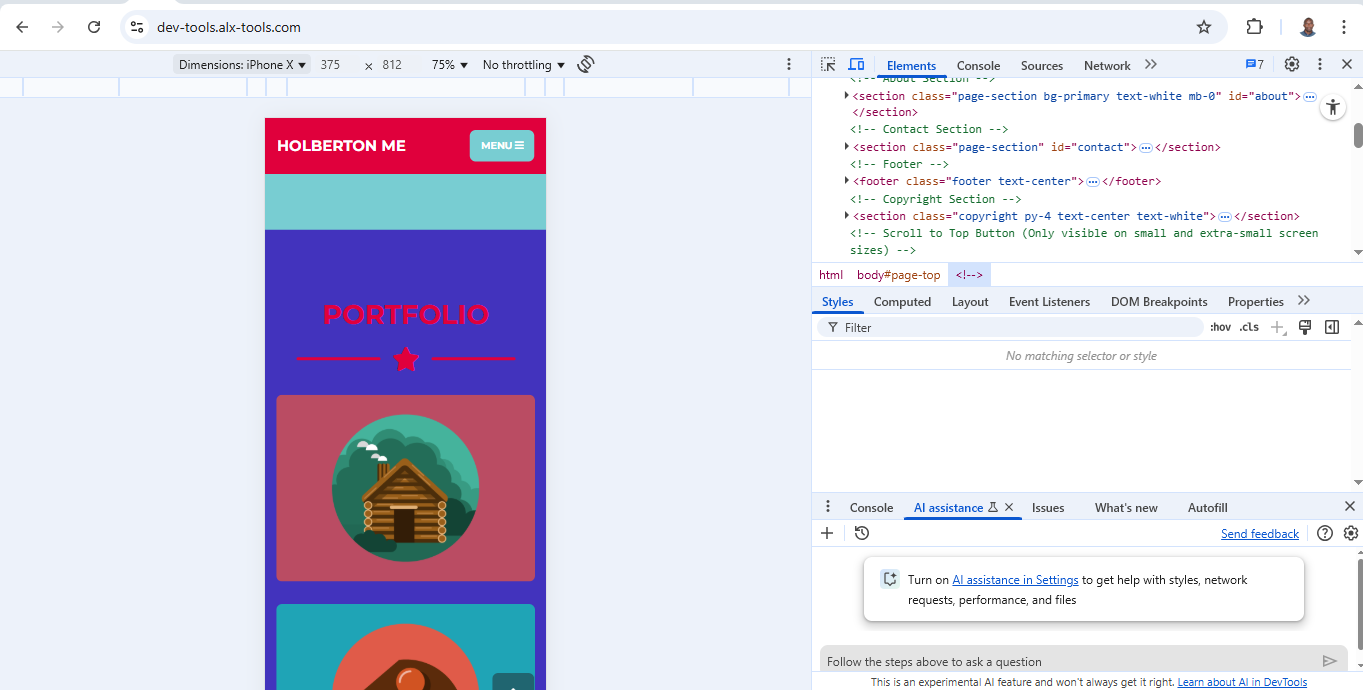 dev-tools.alx-tools.com
Dimensions: iPhone X 375 × 812 75% No throttling
HOLBERTON ME
MENU
PORTFOLIO
Elements Console Sources Network 7
<!-- About Section -->
<section class="page-section bg-primary text-white mb-0" id="about"> …
</section>
<!-- Contact Section -->
<section class="page-section" id="contact"> … </section>
<!-- Footer -->
<footer class="footer text-center"> … </footer>
<!-- Copyright Section -->
<section class="copyright py-4 text-center text-white"> … </section>
<!-- Scroll to Top Button (Only visible on small and extra-small screen
sizes) -->
html body#page-top <!-->
Styles Computed Layout Event Listeners DOM Breakpoints Properties
Filter :hov .cls
No matching selector or style
Console AI assistance Issues What's new Autofill
Send feedback
Turn on AI assistance in Settings to get help with styles, network
requests, performance, and files
Follow the steps above to ask a question
This is an experimental AI feature and won't always get it right. Learn about AI in DevTools